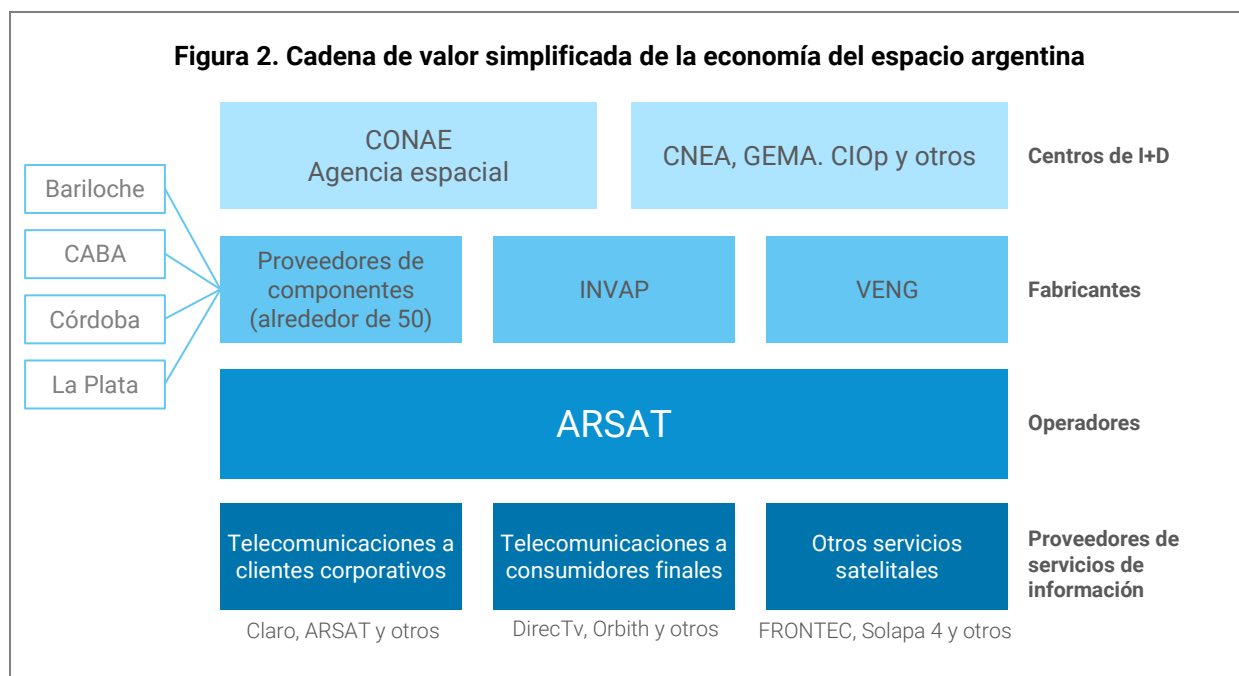 Figura 2. Cadena de valor simplificada de la economía del espacio argentina
CONAE
Agencia espacial
CNEA, GEMA. CIOp y otros
Centros de I+D
Bariloche
CABA
Córdoba
La Plata
Proveedores de
componentes
(alrededor de 50)
INVAP
VENG
Fabricantes
ARSAT
Operadores
Telecomunicaciones a
clientes corporativos
Telecomunicaciones a
consumidores finales
Otros servicios
satelitales
Proveedores de
servicios de
información
Claro, ARSAT y otros
DirecTv, Orbith y otros
FRONTEC, Solapa 4 y otros